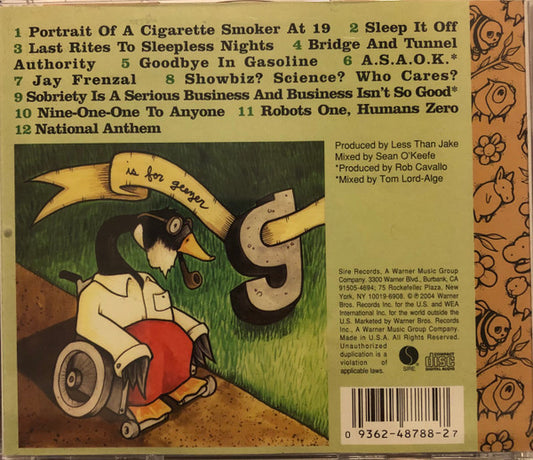 1 Portrait Of A Cigarette Smoker At 19 2 Sleep It Off
3 Last Rites To Sleepless Nights 4 Bridge And Tunnel
Authority 5 Goodbye In Gasoline 6 A.S.A.O.K.*
7 Jay Frenzal 8 Showbiz? Science? Who Cares?
9 Sobriety Is A Serious Business And Business Isn't So Good*
10 Nine-One-One To Anyone 11 Robots One, Humans Zero
12 National Anthem
Produced by Less Than Jake
Mixed by Sean O'Keefe
*Produced by Rob Cavallo
*Mixed by Tom Lord-Alge
is for geezer
g
Sire Records, A Warner Music Group
Company. 3300 Warner Blvd., Burbank, CA
91505-4694; 75 Rockefeller Plaza, New
York, NY 10019-6908. © ℗ 2004 Warner
Bros. Records Inc. for the U.S. and WEA
International Inc. for the world outside the
U.S. Marketed by Warner Bros. Records
Inc., A Warner Music Group Company.
Made in U.S.A. All Rights Reserved.
Unauthorized
duplication is a
violation of
applicable laws.
SIRE
COMPACT
disc
DIGITAL AUDIO
0 9362-48788-2 7